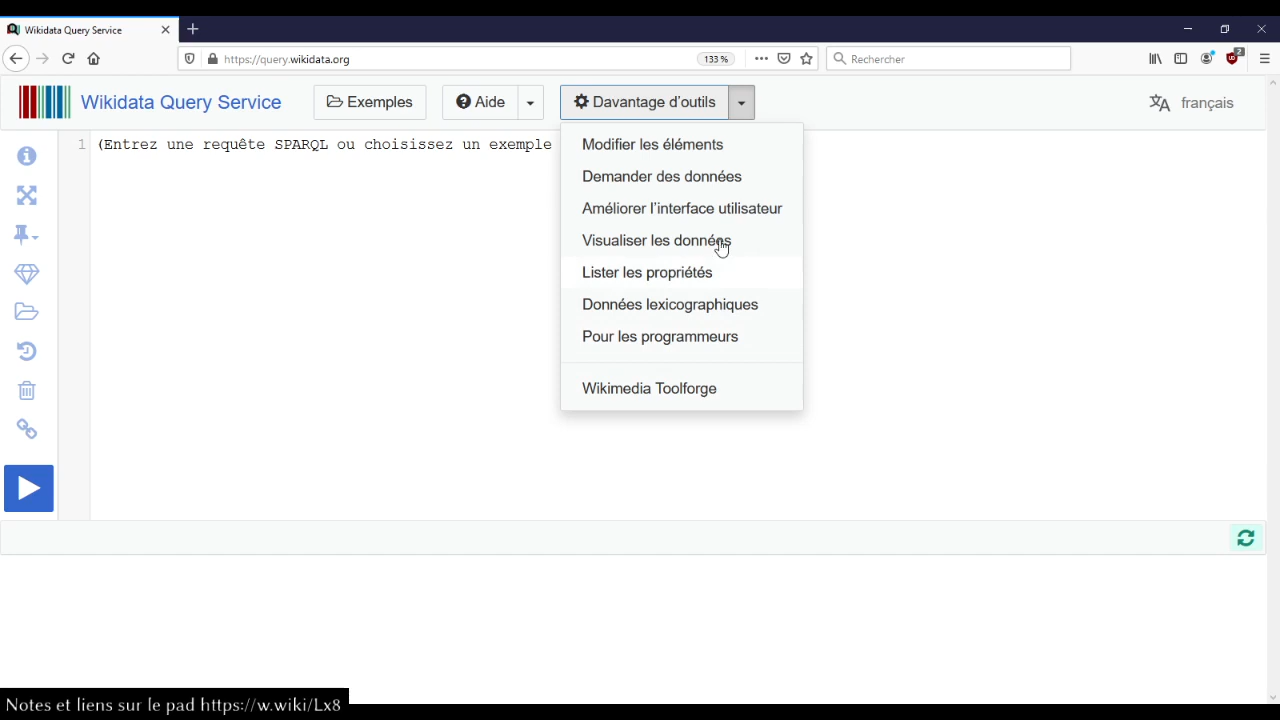 Wikidata Query Service
https://query.wikidata.org
133 %
Rechercher
2
Wikidata Query Service
Exemples
Aide
Davantage d'outils
français
1 (Entrez une requête SPARQL ou choisissez un exemple
Modifier les éléments
Demander des données
Améliorer l'interface utilisateur
Visualiser les données
Lister les propriétés
Données lexicographiques
Pour les programmeurs
Wikimedia Toolforge
Notes et liens sur le pad https://w.wiki/Lx8